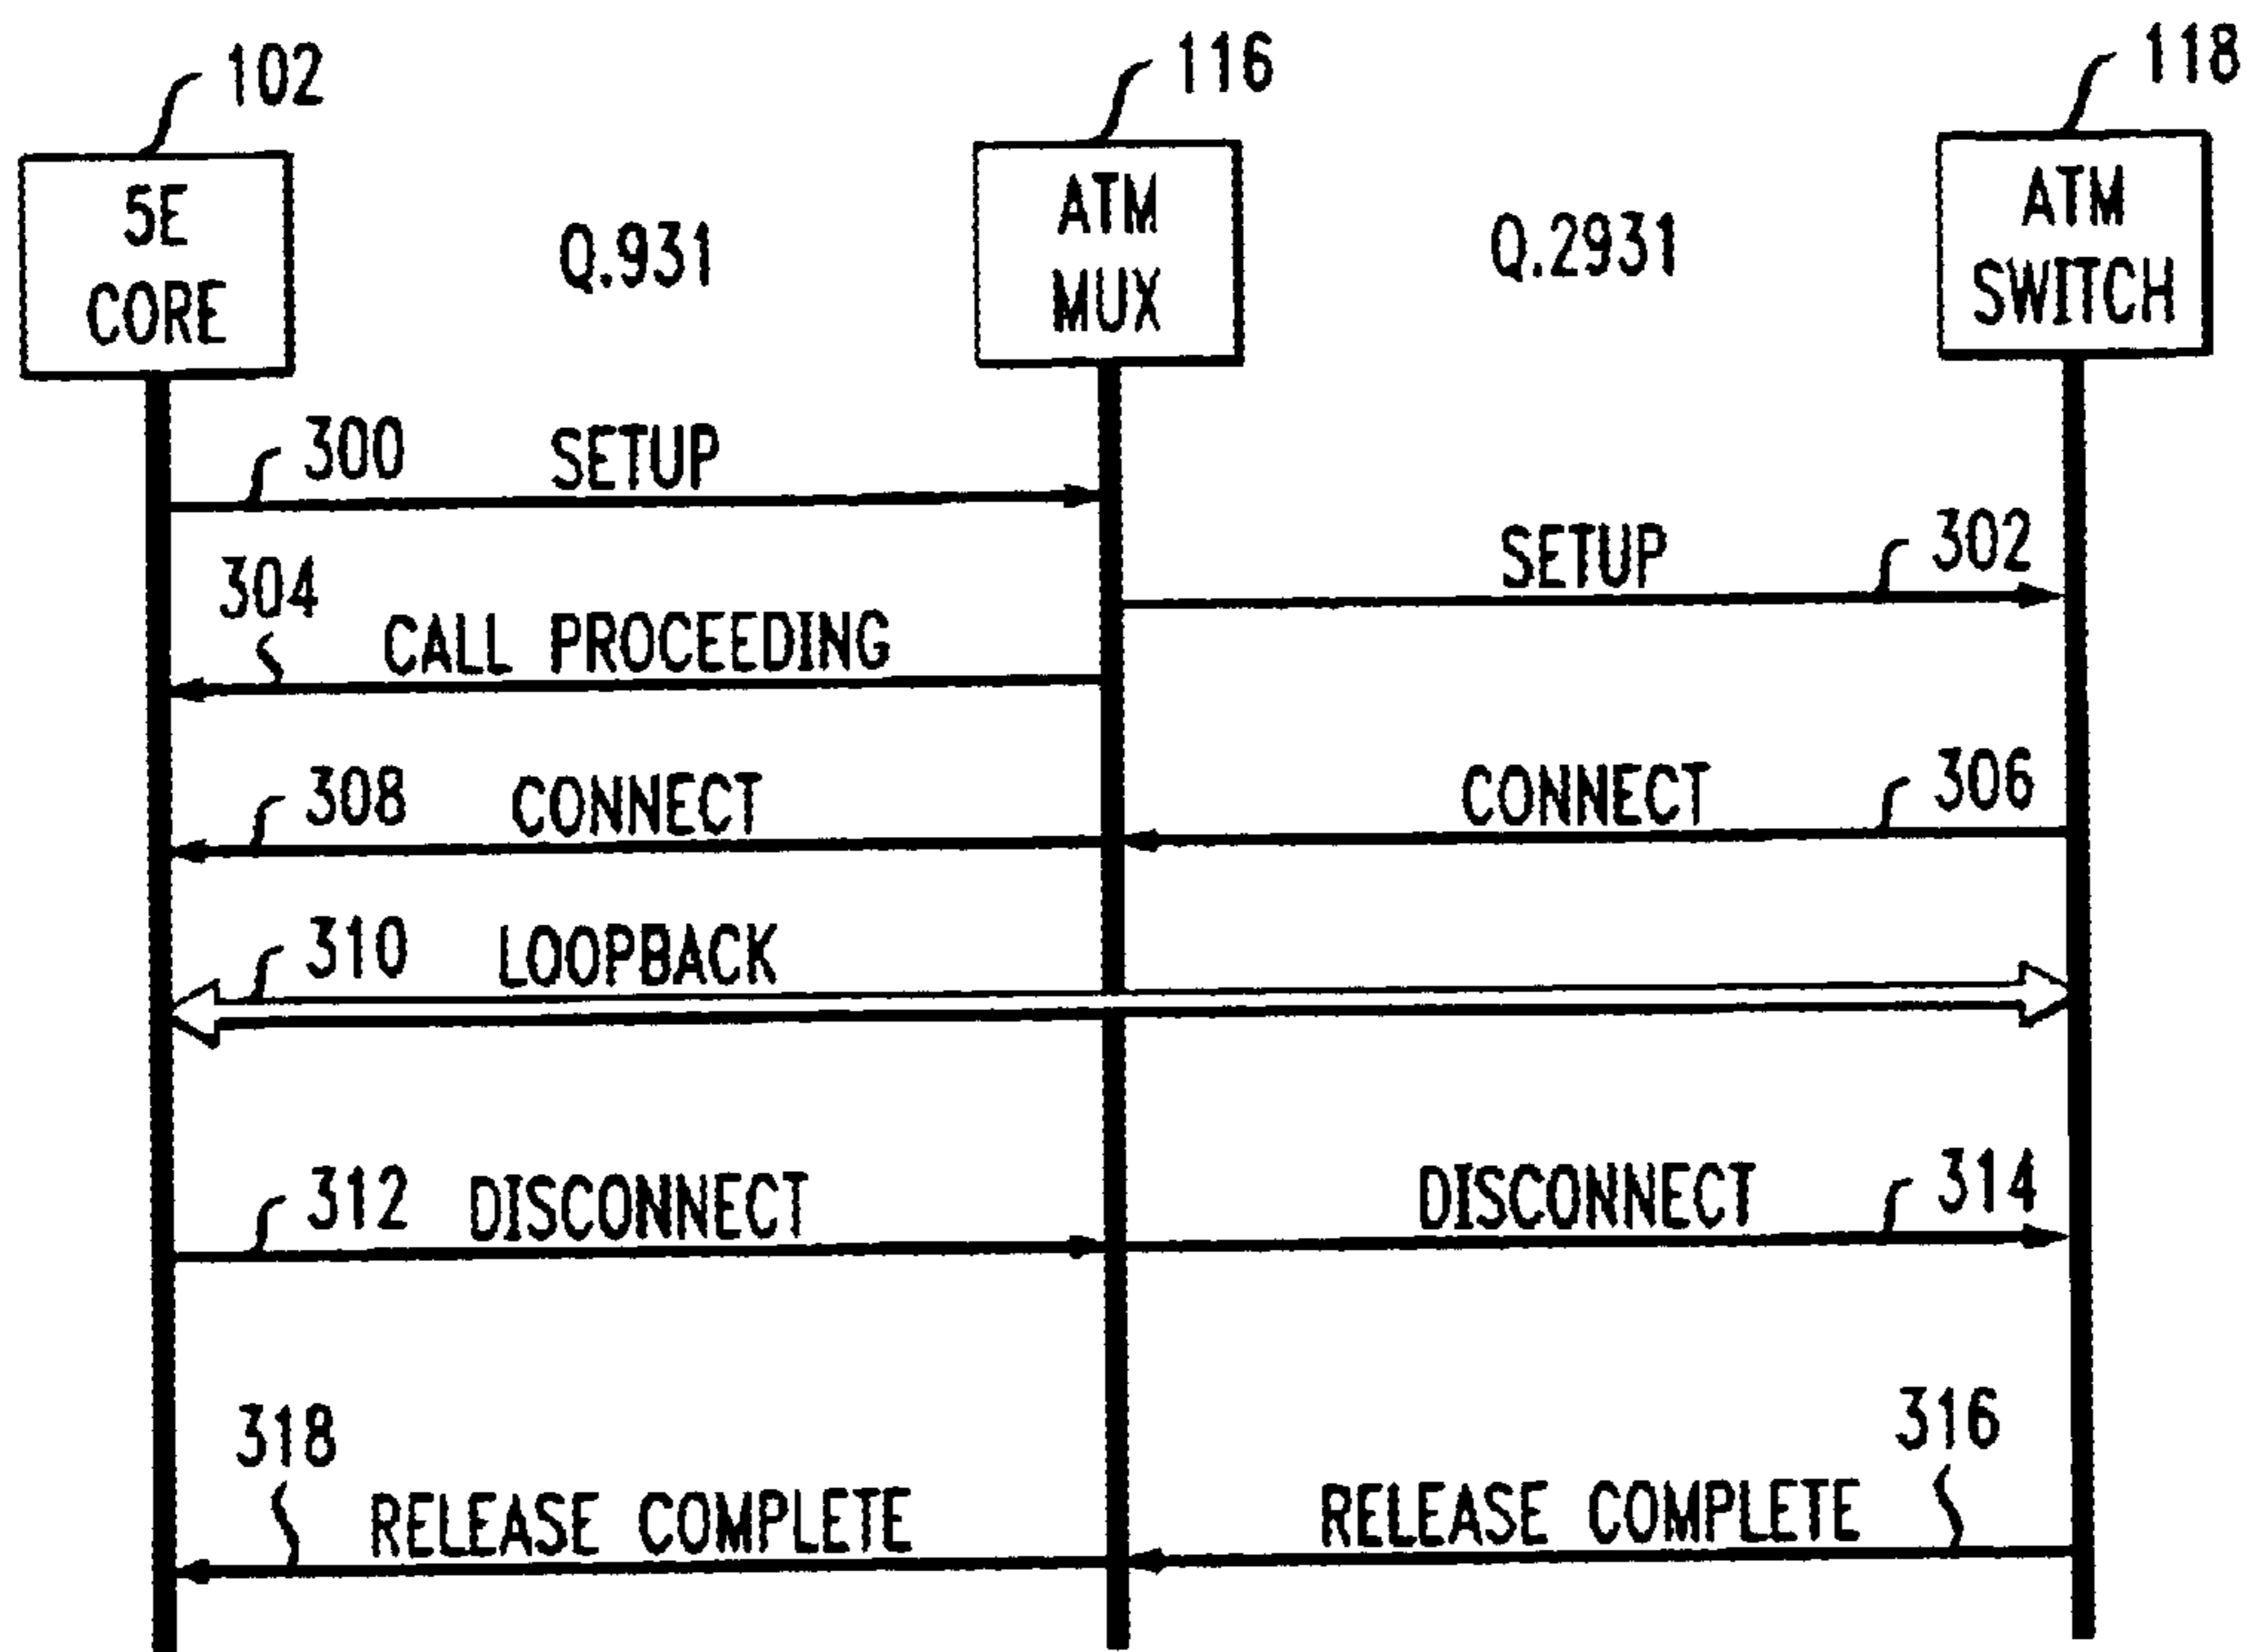 102
116
118
5E
CORE
Q.931
ATM
MUX
Q.2931
ATM
SWITCH
300 SETUP
SETUP 302
304
CALL PROCEEDING
308 CONNECT
CONNECT 306
310 LOOPBACK
312 DISCONNECT
DISCONNECT 314
318
316
RELEASE COMPLETE
RELEASE COMPLETE